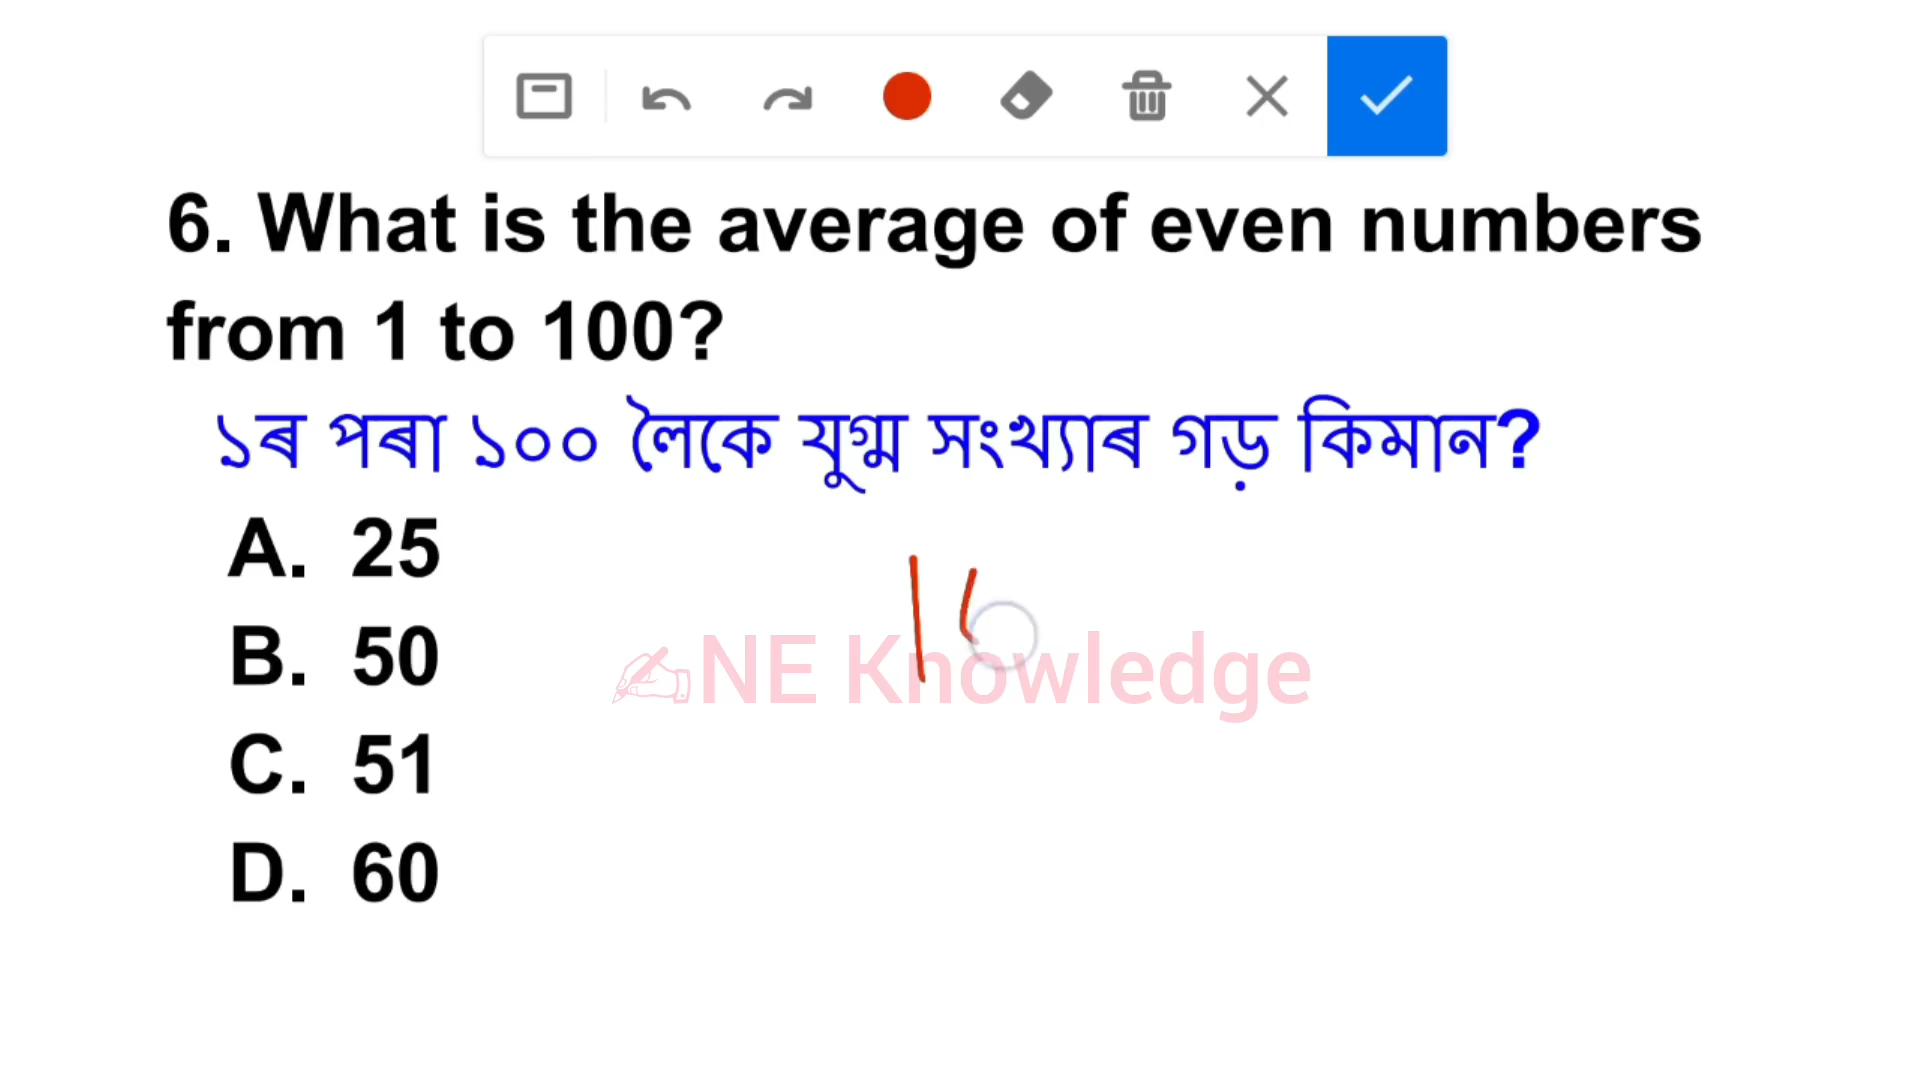 6. What is the average of even numbers
from 1 to 100?
১ৰ পৰা ১০০ লৈকে যুগ্ম সংখ্যাৰ গড় কিমান?
A. 25
B. 50
C. 51
D. 60
✍NE Knowledge